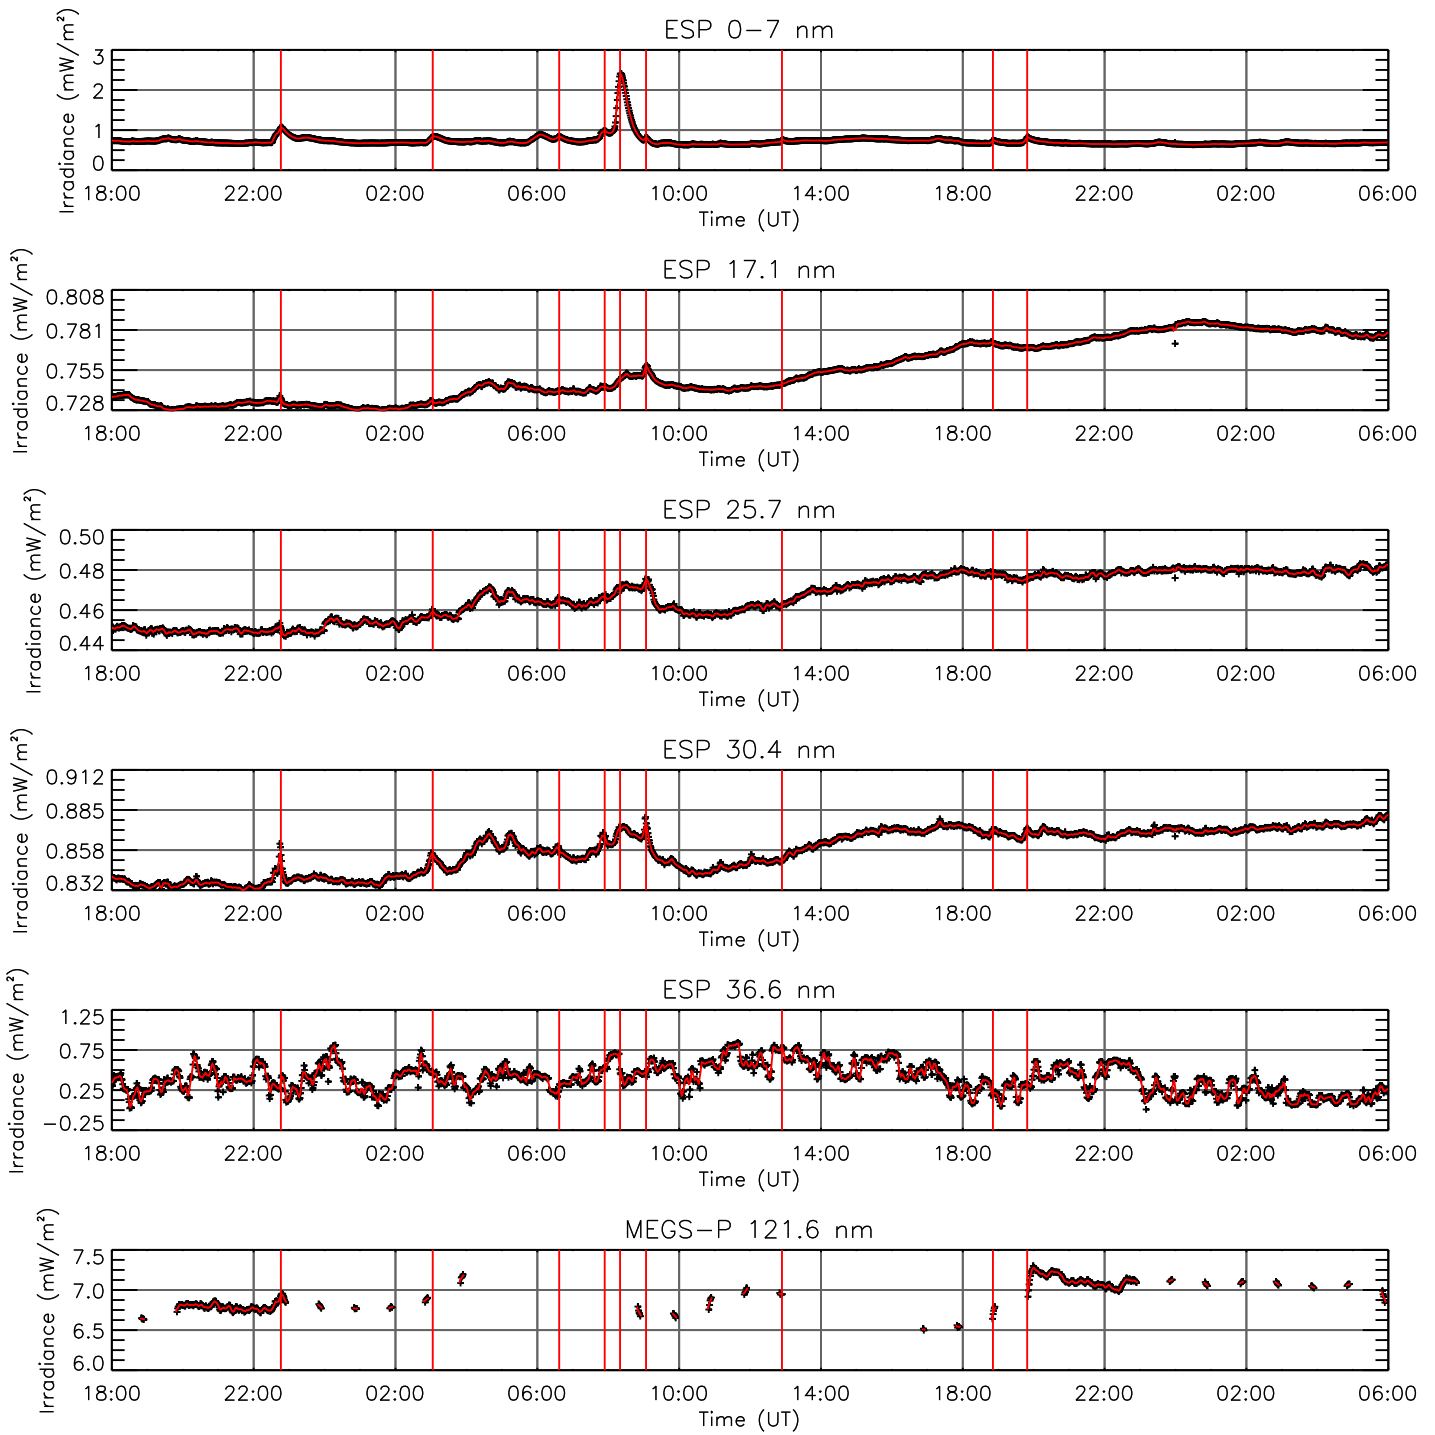 ESP 0-7 nm
Irradiance (mW/m²)
3
2
1
0
18:00 22:00 02:00 06:00 10:00 14:00 18:00 22:00 02:00 06:00
Time (UT)
ESP 17.1 nm
Irradiance (mW/m²)
0.808
0.781
0.755
0.728
18:00 22:00 02:00 06:00 10:00 14:00 18:00 22:00 02:00 06:00
Time (UT)
ESP 25.7 nm
Irradiance (mW/m²)
0.50
0.48
0.46
0.44
18:00 22:00 02:00 06:00 10:00 14:00 18:00 22:00 02:00 06:00
Time (UT)
ESP 30.4 nm
Irradiance (mW/m²)
0.912
0.885
0.858
0.832
18:00 22:00 02:00 06:00 10:00 14:00 18:00 22:00 02:00 06:00
Time (UT)
ESP 36.6 nm
Irradiance (mW/m²)
1.25
0.75
0.25
-0.25
18:00 22:00 02:00 06:00 10:00 14:00 18:00 22:00 02:00 06:00
Time (UT)
MEGS-P 121.6 nm
Irradiance (mW/m²)
7.5
7.0
6.5
6.0
18:00 22:00 02:00 06:00 10:00 14:00 18:00 22:00 02:00 06:00
Time (UT)